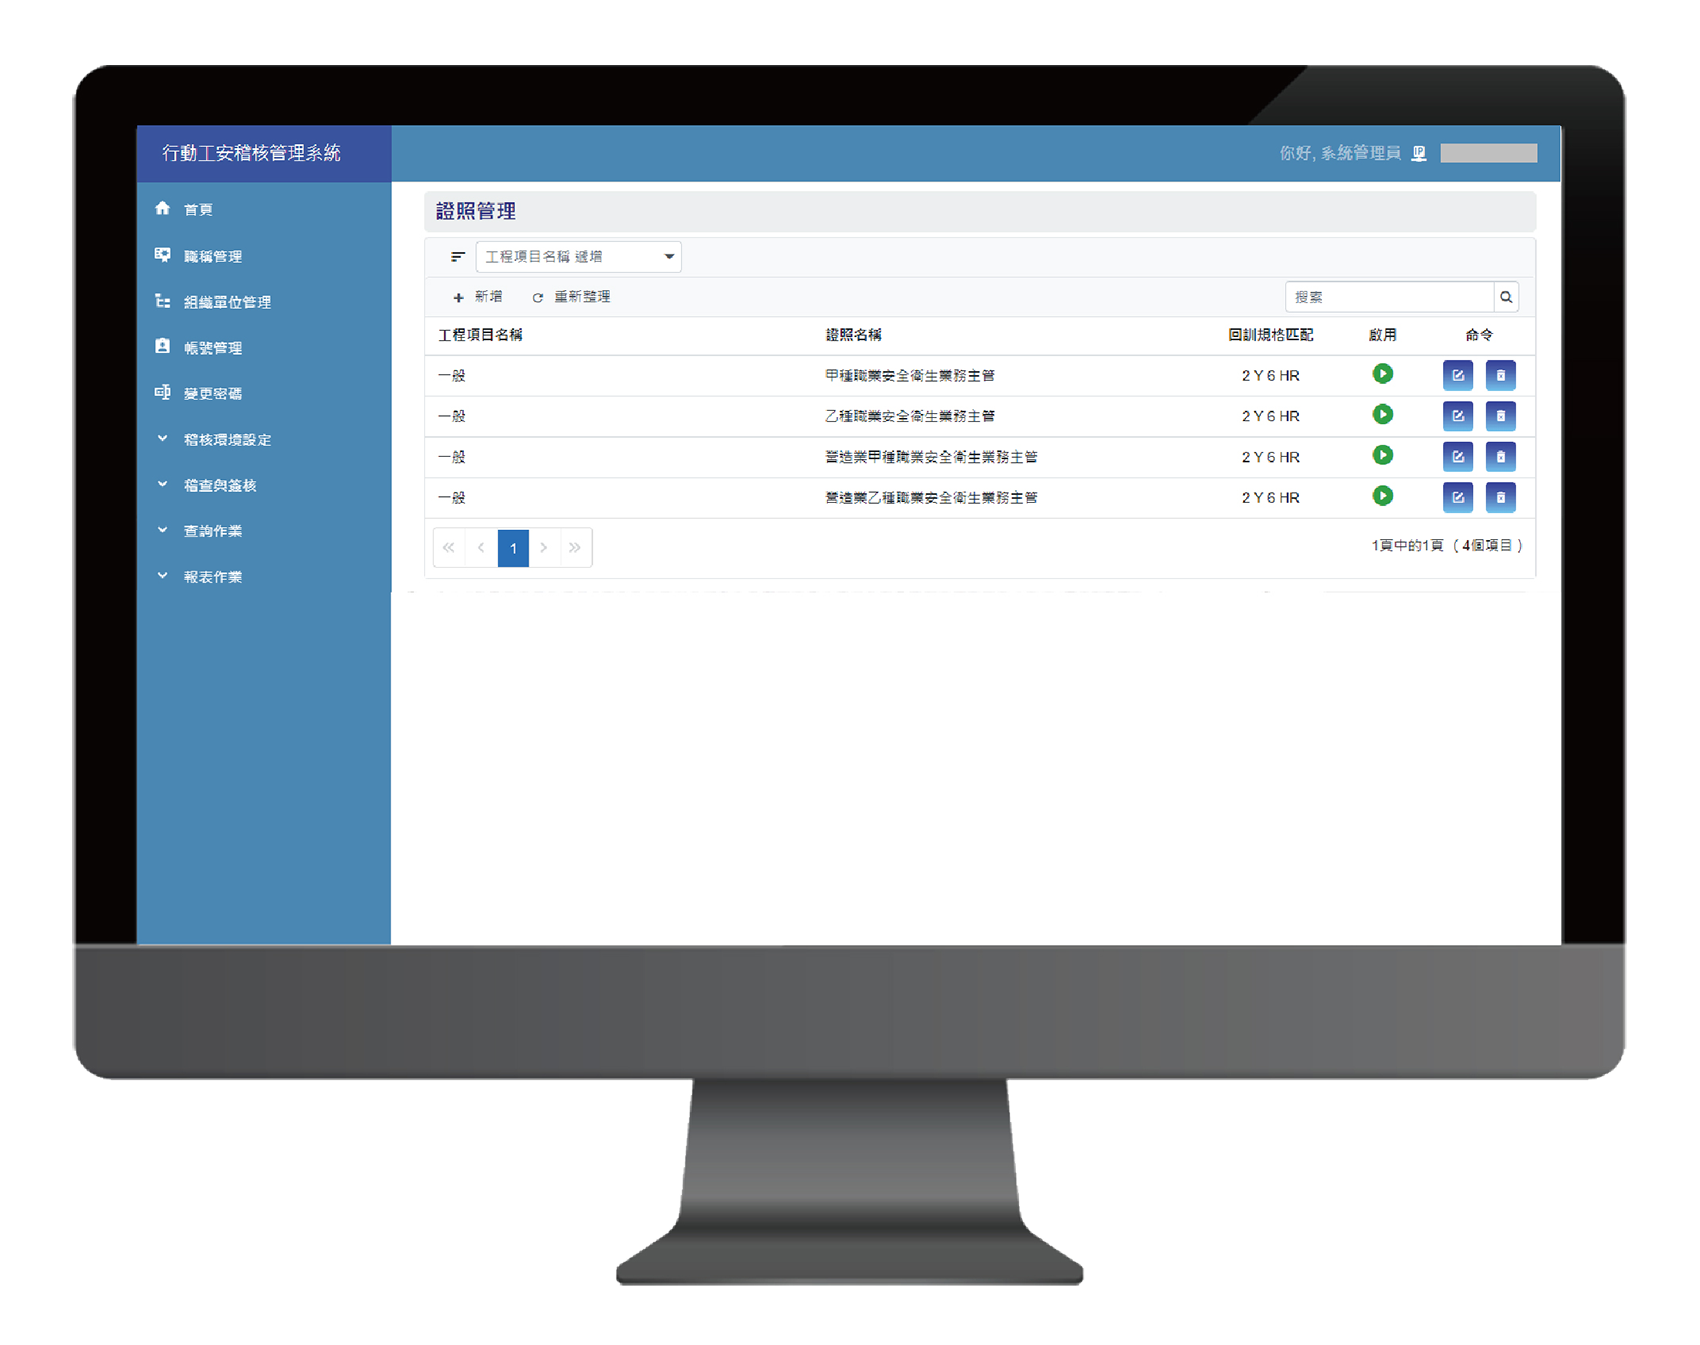 行動工安稽核管理系統
你好, 系統管理員
首頁
職稱管理
組織單位管理
帳號管理
變更密碼
稽核環境設定
稽查與簽核
查詢作業
報表作業
證照管理
工程項目名稱 遞增
新增 重新整理 搜索
工程項目名稱 證照名稱 回訓規格匹配 啟用 命令
一般 甲種職業安全衛生業務主管 2 Y 6 HR
一般 乙種職業安全衛生業務主管 2 Y 6 HR
一般 營造業甲種職業安全衛生業務主管 2 Y 6 HR
一般 營造業乙種職業安全衛生業務主管 2 Y 6 HR
« ‹ 1 › » 1頁中的1頁 ( 4個項目 )